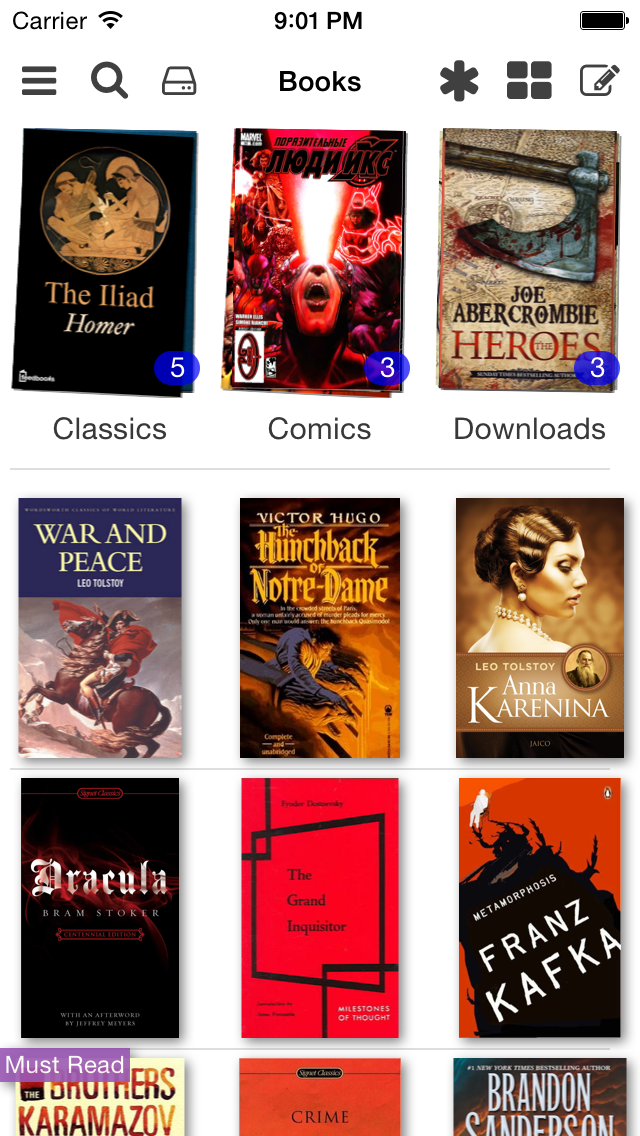 Carrier
9:01 PM
Books
The Iliad
Homer
feedbooks
5
MARVEL
ПОРАЗИТЕЛЬНЫЕ
ЛЮДИ ИКС
WARREN ELLIS
SIMONE BIANCHI
3
JOE
ABERCROMBIE
THE
HEROES
SUNDAY TIMES BESTSELLING AUTHOR
3
Classics
Comics
Downloads
WORDSWORTH CLASSICS OF WORLD LITERATURE
WAR AND
PEACE
LEO TOLSTOY
VICTOR HUGO
The
Hunchback
of
Notre-Dame
In the crowded streets of Paris,
a woman unfairly accused of murder pleads for mercy
Only one man would answer: the hunchback Quasimodo!
Complete
and
unabridged
LEO TOLSTOY
Anna
KARENINA
JAICO
Signet Classics
Dracula
BRAM STOKER
CENTENNIAL EDITION
WITH AN AFTERWORD
BY JEFFREY MEYERS
Fyodor Dostoevsky
The
Grand
Inquisitor
Introduction by
Anne Fremantle
MILESTONES
OF THOUGHT
METAMORPHOSIS
FRANZ
KAFKA
Must Read
THE
BROTHERS
KARAMAZOV
Signet Classics
CRIME
#1 NEW YORK TIMES BESTSELLING AUTHOR
BRANDON
SANDERSON